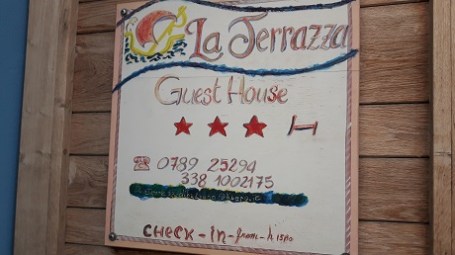 La Terrazza
Guest House
H
☎ 0789 25294
338 1002175
CHECK-IN-